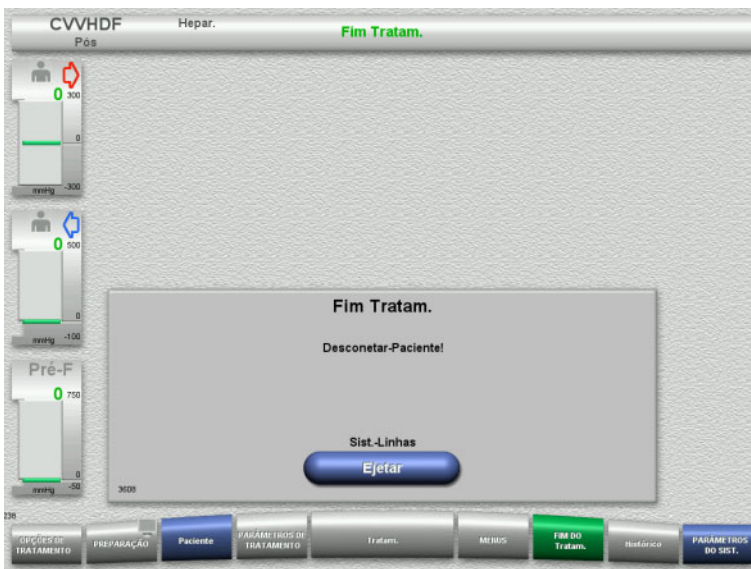 CVVHDF
Pós
Hepar.
Fim Tratam.
0
300
0
mmHg
-300
0
500
0
mmHg
-100
Pré-F
0
750
0
mmHg
-50
Fim Tratam.
Desconetar-Paciente!
Sist.-Linhas
Ejetar
3608
236
OPÇÕES DE
TRATAMENTO
PREPARAÇÃO
Paciente
PARÂMETROS DE
TRATAMENTO
Tratam.
MENUS
FIM DO
Tratam.
Histórico
PARÂMETROS
DO SIST.